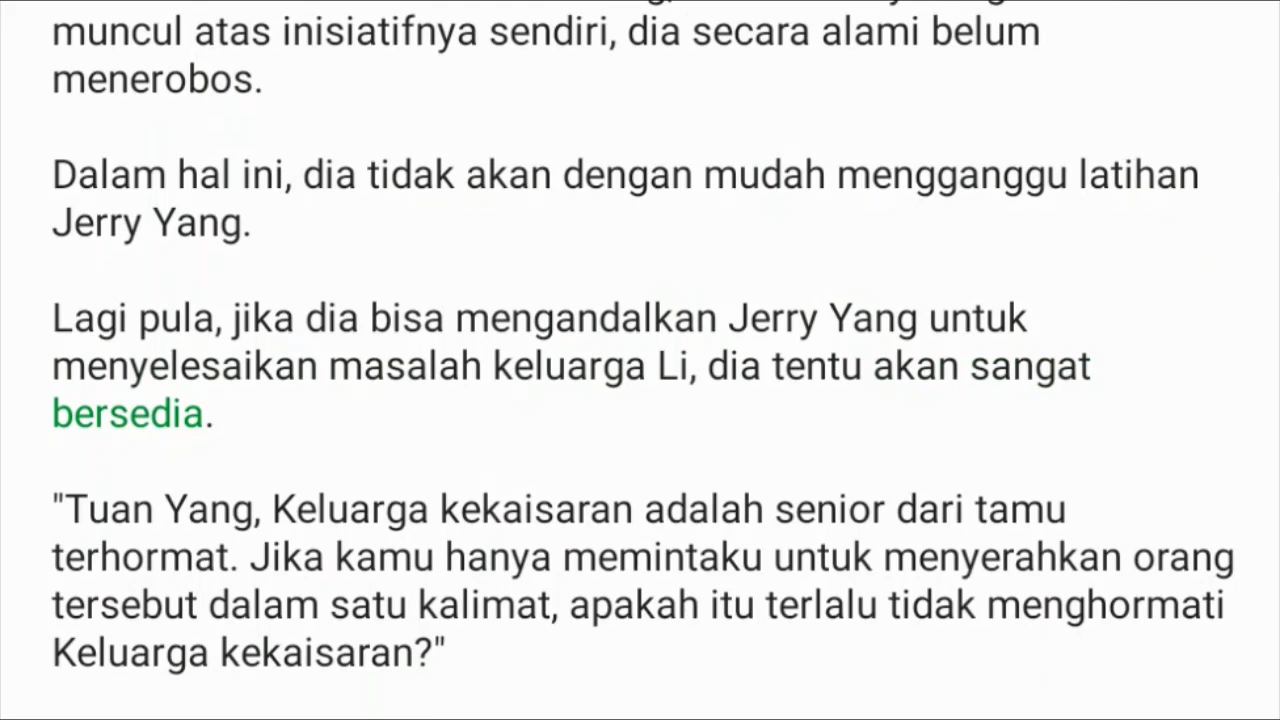 muncul atas inisiatifnya sendiri, dia secara alami belum
menerobos.
Dalam hal ini, dia tidak akan dengan mudah mengganggu latihan
Jerry Yang.
Lagi pula, jika dia bisa mengandalkan Jerry Yang untuk
menyelesaikan masalah keluarga Li, dia tentu akan sangat
bersedia.
"Tuan Yang, Keluarga kekaisaran adalah senior dari tamu
terhormat. Jika kamu hanya memintaku untuk menyerahkan orang
tersebut dalam satu kalimat, apakah itu terlalu tidak menghormati
Keluarga kekaisaran?"